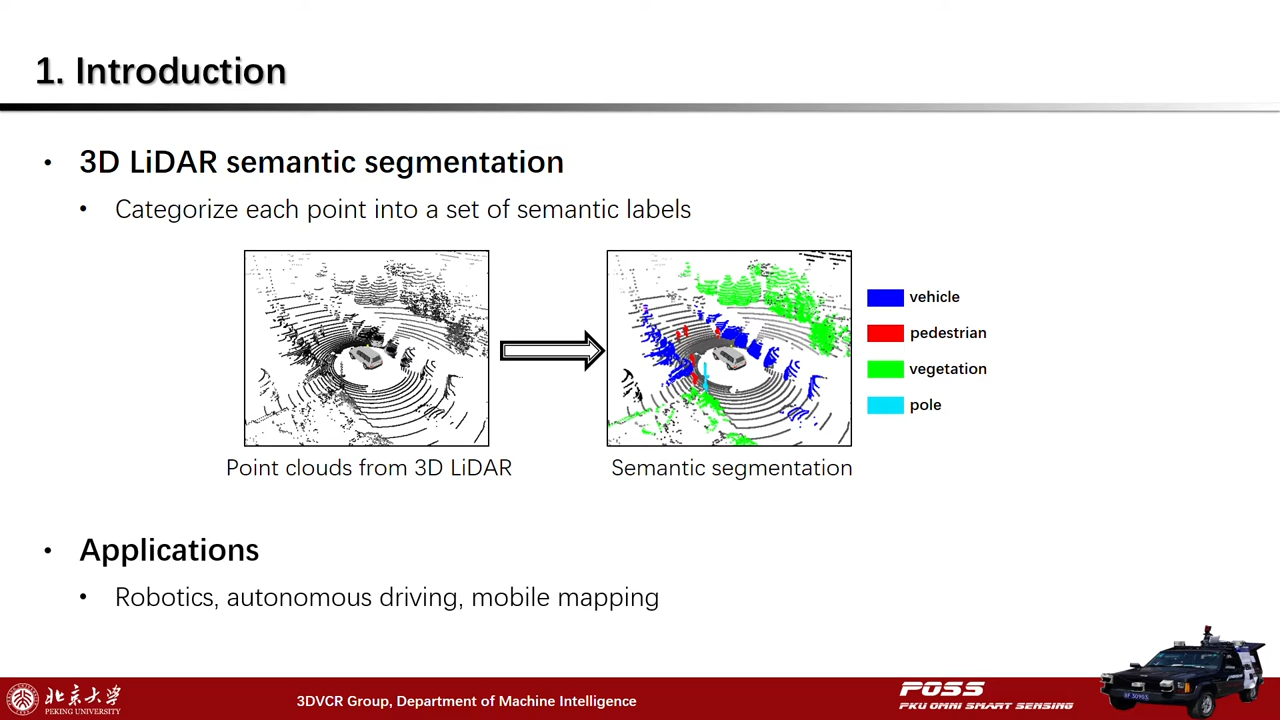 1. Introduction
• 3D LiDAR semantic segmentation
• Categorize each point into a set of semantic labels
vehicle
pedestrian
vegetation
pole
Point clouds from 3D LiDAR
Semantic segmentation
• Applications
• Robotics, autonomous driving, mobile mapping
北京大学
PEKING UNIVERSITY
3DVCR Group, Department of Machine Intelligence
POSS
PKU OMNI SMART SENSING